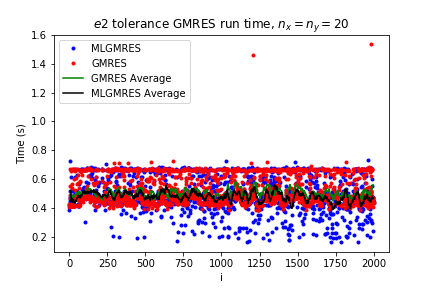 e2 tolerance GMRES run time, nx = ny = 20
MLGMRES
GMRES
GMRES Average
MLGMRES Average
Time (s)
1.6
1.4
1.2
1.0
0.8
0.6
0.4
0.2
0 250 500 750 1000 1250 1500 1750 2000
i